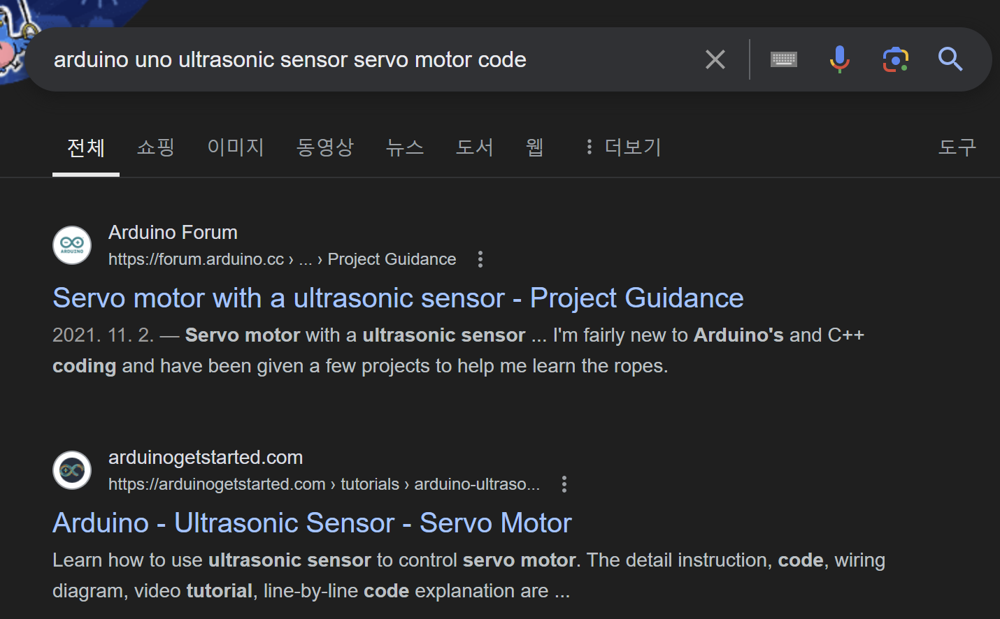 arduino uno ultrasonic sensor servo motor code
전체 쇼핑 이미지 동영상 뉴스 도서 웹 더보기 도구
Arduino Forum
ARDUINO
https://forum.arduino.cc › ... › Project Guidance
Servo motor with a ultrasonic sensor - Project Guidance
2021. 11. 2. — Servo motor with a ultrasonic sensor ... I'm fairly new to Arduino's and C++
coding and have been given a few projects to help me learn the ropes.
arduinogetstarted.com
https://arduinogetstarted.com › tutorials › arduino-ultraso...
Arduino - Ultrasonic Sensor - Servo Motor
Learn how to use ultrasonic sensor to control servo motor. The detail instruction, code, wiring
diagram, video tutorial, line-by-line code explanation are ...